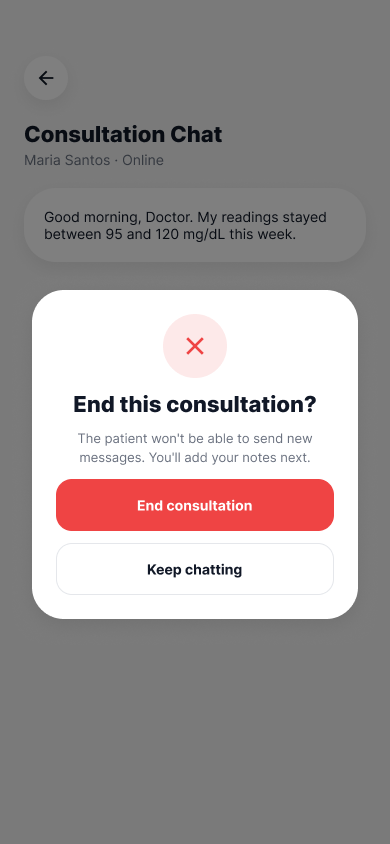 Consultation Chat
Maria Santos · Online
Good morning, Doctor. My readings stayed
between 95 and 120 mg/dL this week.
End this consultation?
The patient won't be able to send new
messages. You'll add your notes next.
End consultation
Keep chatting